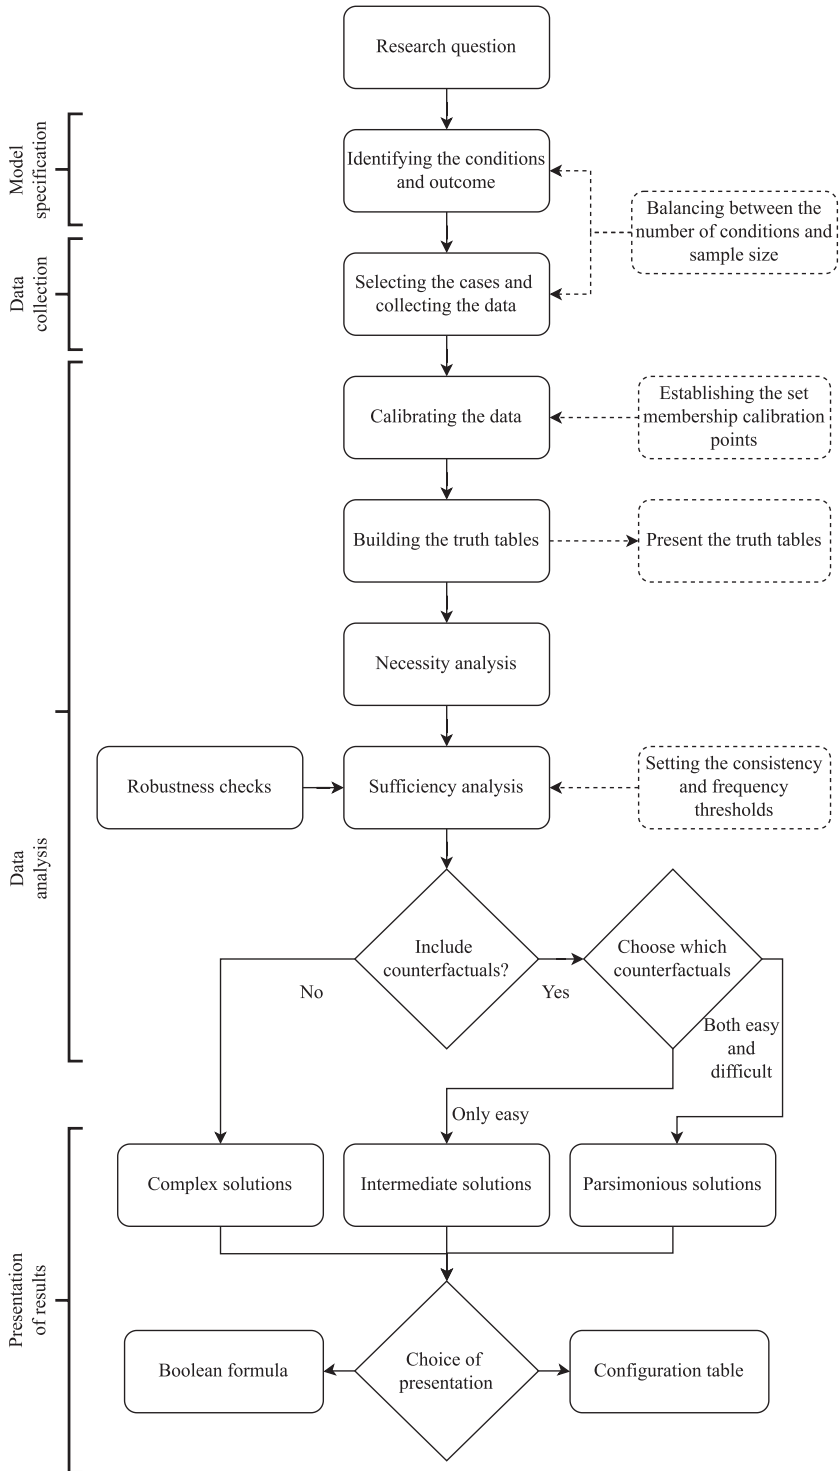 Research question
Model
specification
Identifying the conditions
and outcome
Balancing between the
number of conditions and
sample size
Data
collection
Selecting the cases and
collecting the data
Calibrating the data
Establishing the set
membership calibration
points
Building the truth tables
Present the truth tables
Necessity analysis
Data
analysis
Robustness checks
Sufficiency analysis
Setting the consistency
and frequency
thresholds
Include
counterfactuals?
Choose which
counterfactuals
No
Yes
Both easy
and
difficult
Only easy
Complex solutions
Intermediate solutions
Parsimonious solutions
Presentation
of results
Boolean formula
Choice of
presentation
Configuration table